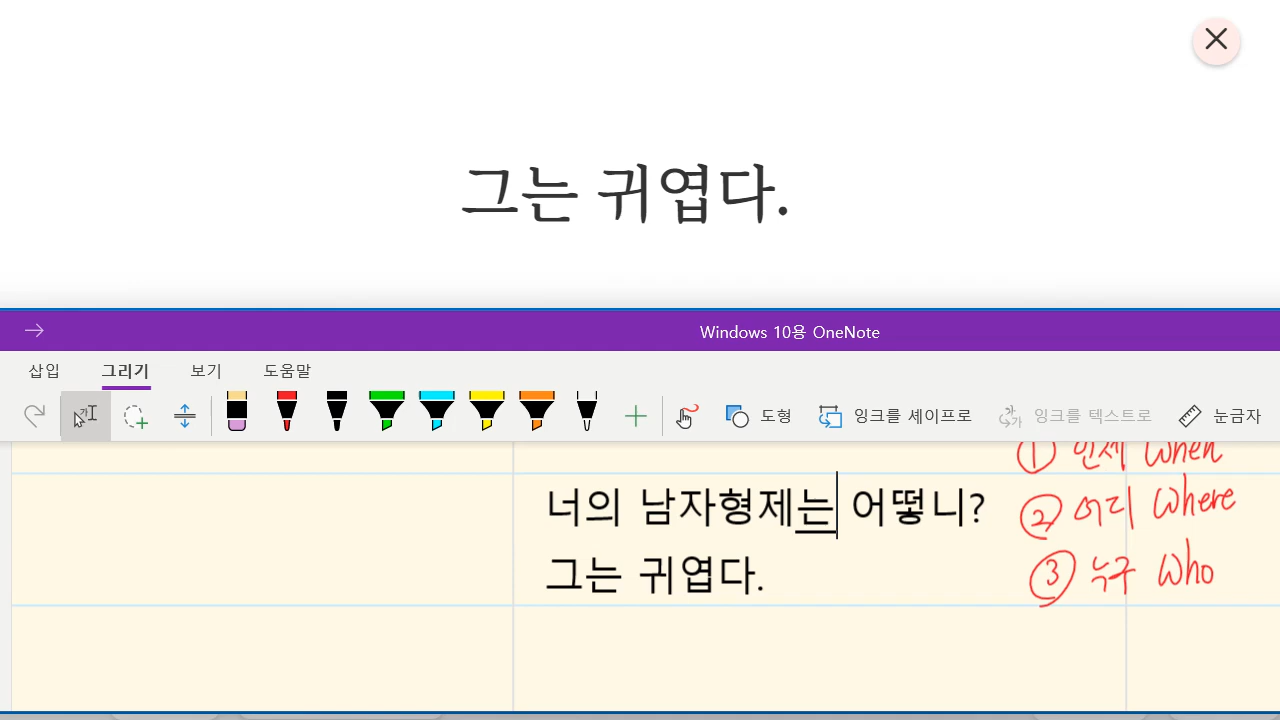 그는 귀엽다.
Windows 10용 OneNote
삽입 그리기 보기 도움말
도형 잉크를 셰이프로 잉크를 텍스트로 눈금자
① 언제 When
너의 남자형제는 어떻니? ② 어디 Where
그는 귀엽다. ③ 누구 Who